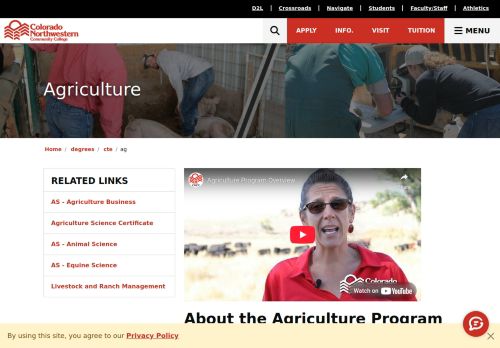 D2L | Crossroads | Navigate | Students | Faculty/Staff | Athletics
Colorado
Northwestern
Community College
APPLY
INFO.
VISIT
TUITION
MENU
Agriculture
Home / degrees / cte / ag
RELATED LINKS
AS - Agriculture Business
Agriculture Science Certificate
AS - Animal Science
AS - Equine Science
Livestock and Ranch Management
Agriculture Program Overview
Colorado
Northwestern
Watch on YouTube
About the Agriculture Program
By using this site, you agree to our Privacy Policy